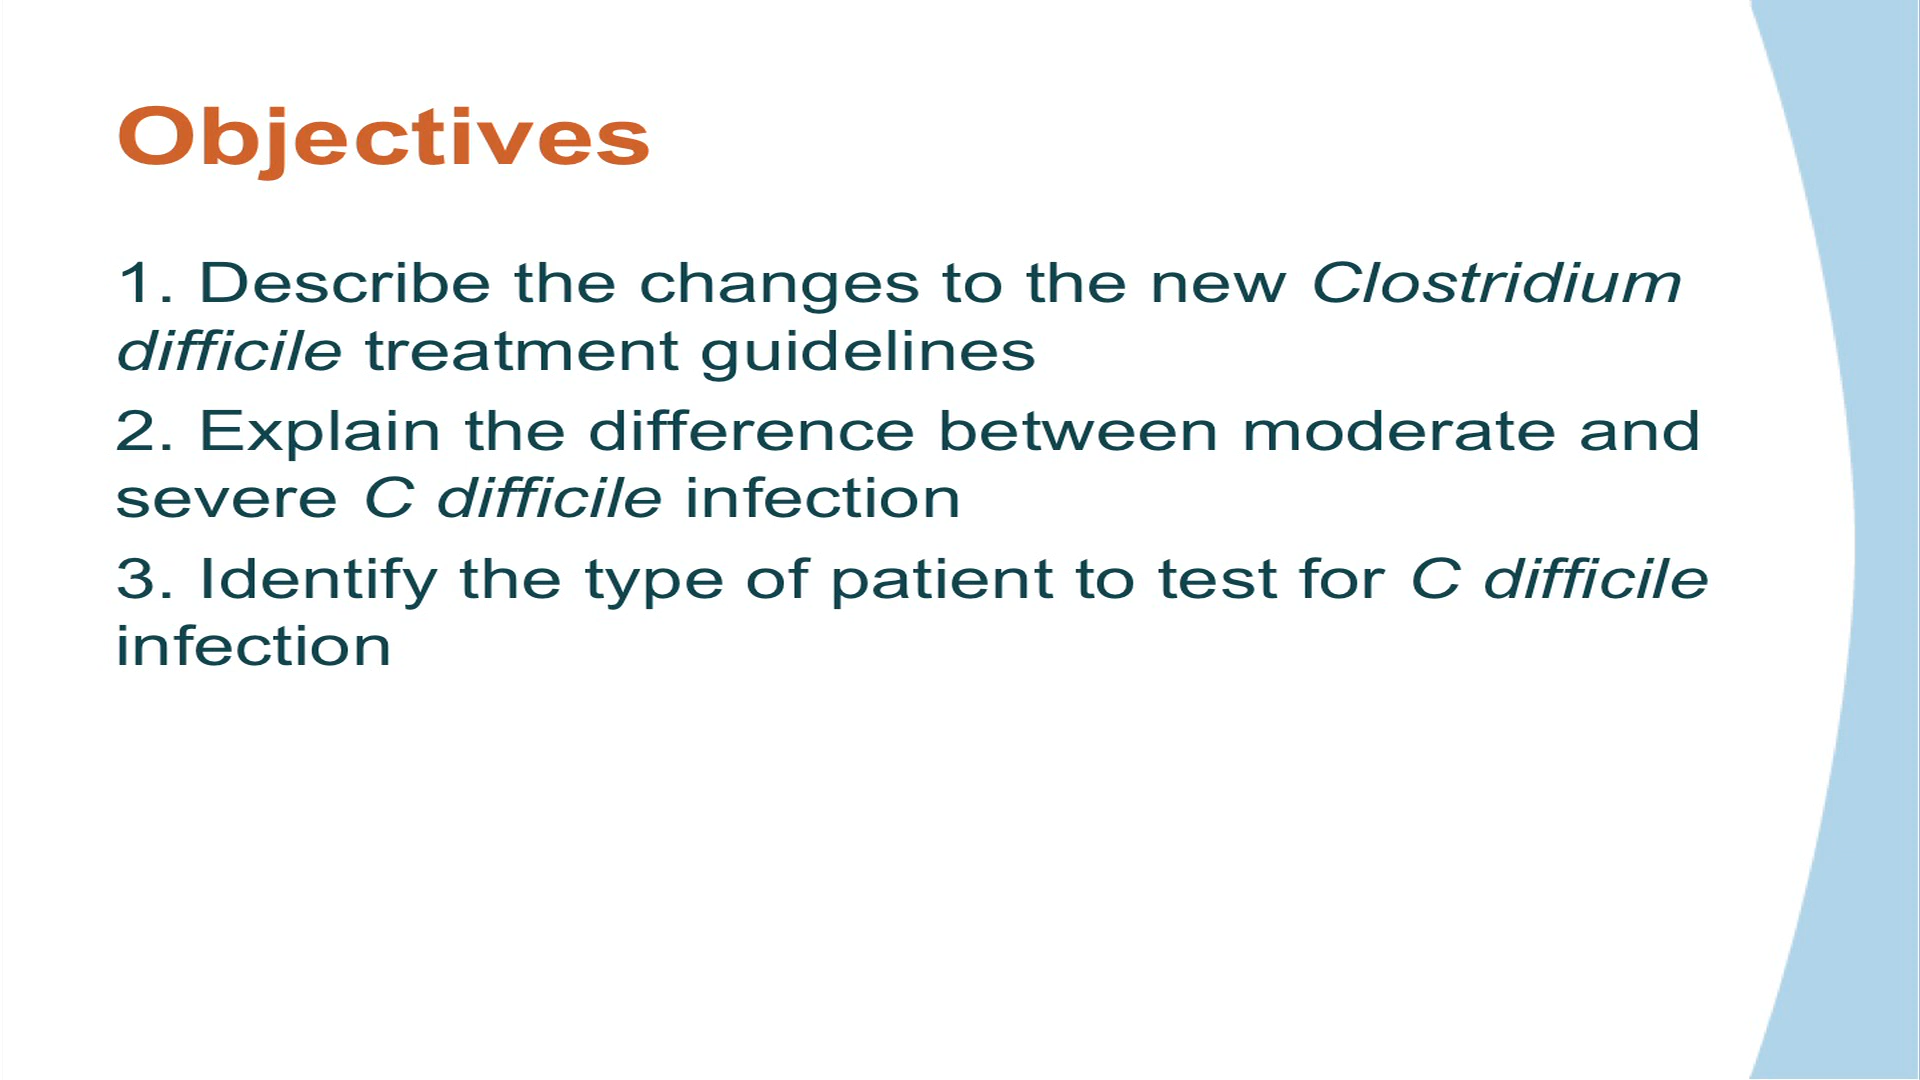 Objectives
1. Describe the changes to the new Clostridium
difficile treatment guidelines
2. Explain the difference between moderate and
severe C difficile infection
3. Identify the type of patient to test for C difficile
infection